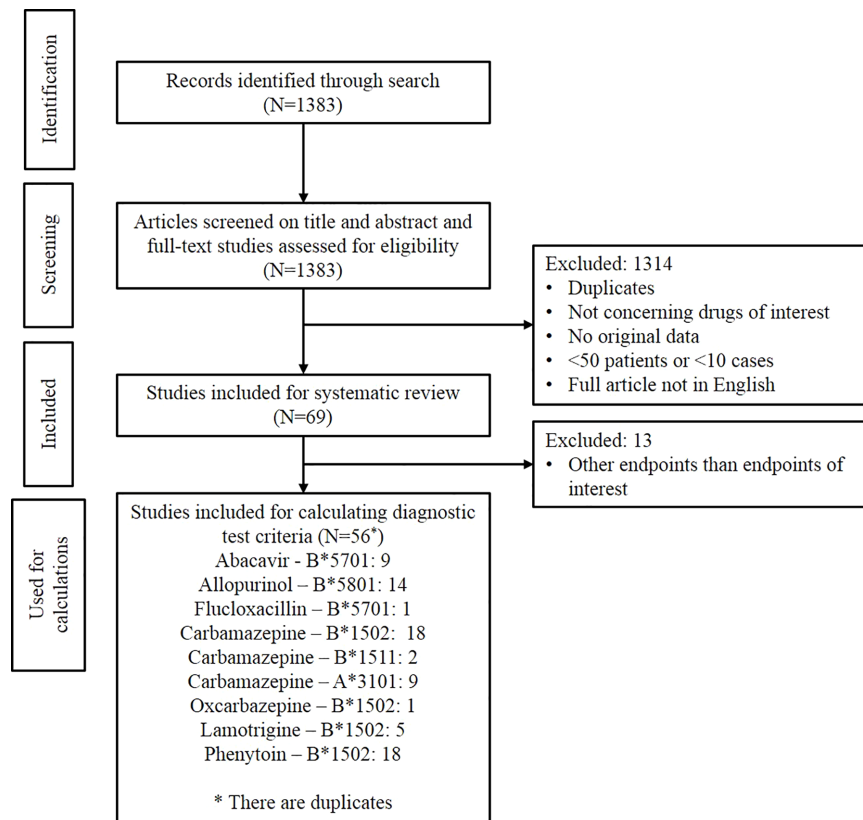 Identification
Records identified through search
(N=1383)
Screening
Articles screened on title and abstract and
full-text studies assessed for eligibility
(N=1383)
Excluded: 1314
• Duplicates
• Not concerning drugs of interest
• No original data
• <50 patients or <10 cases
• Full article not in English
Included
Studies included for systematic review
(N=69)
Excluded: 13
• Other endpoints than endpoints of
interest
Used for
calculations
Studies included for calculating diagnostic
test criteria (N=56*)
Abacavir - B*5701: 9
Allopurinol – B*5801: 14
Flucloxacillin – B*5701: 1
Carbamazepine – B*1502:  18
Carbamazepine – B*1511: 2
Carbamazepine – A*3101: 9
Oxcarbazepine – B*1502: 1
Lamotrigine – B*1502: 5
Phenytoin – B*1502: 18
* There are duplicates